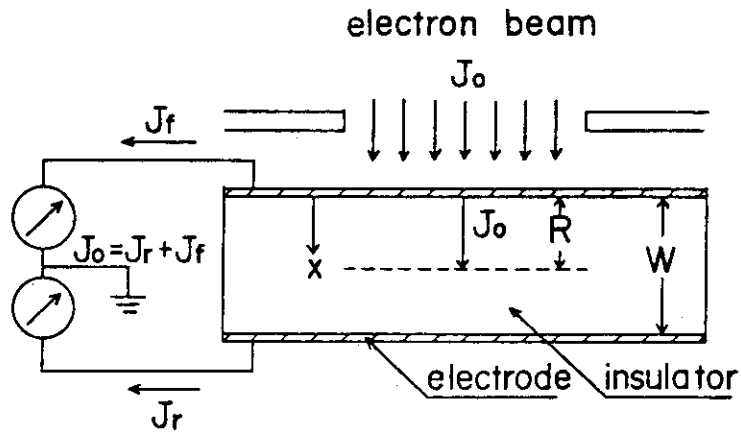 electron beam
Jo
Jf
Jo=Jr+Jf
Jo
R
x
W
electrode
insulator
Jr